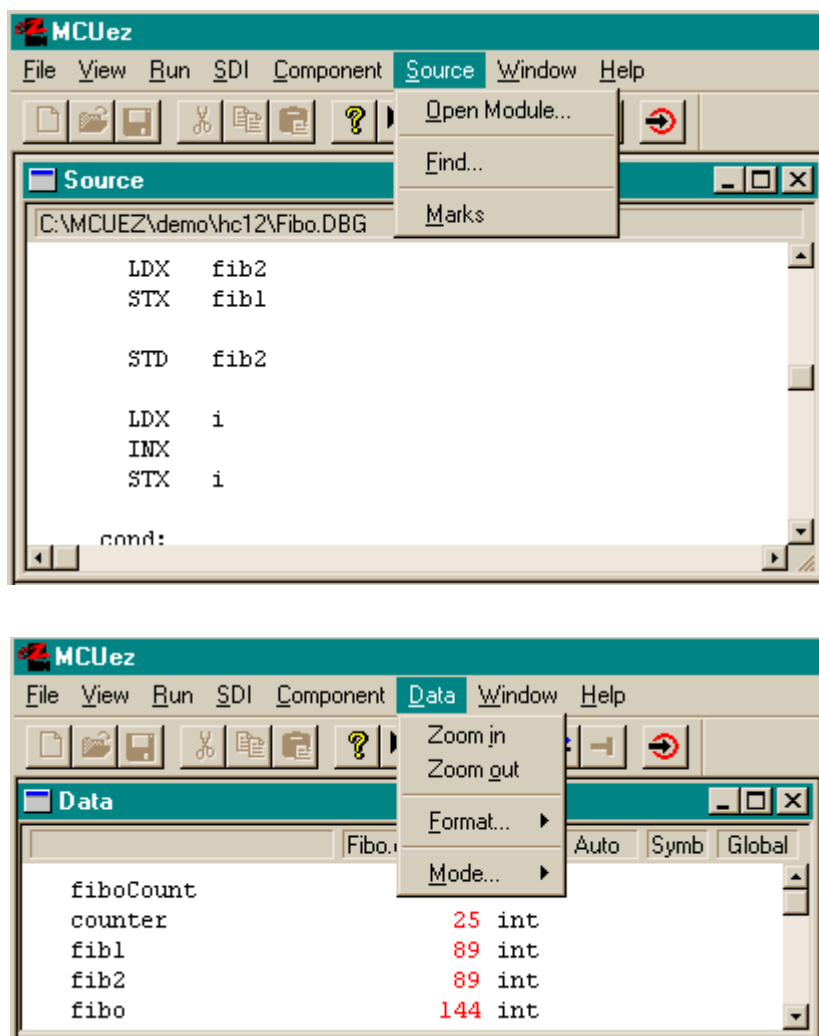 MCUez
File View Run SDI Component Source Window Help
Open Module...
Find...
Marks
Source
C:\MCUEZ\demo\hc12\Fibo.DBG
LDX fib2
STX fib1
STD fib2
LDX i
INX
STX i
cond:
MCUez
File View Run SDI Component Data Window Help
Zoom in
Zoom out
Format...
Mode...
Data
Auto Symb Global
fiboCount
counter 25 int
fib1 89 int
fib2 89 int
fibo 144 int